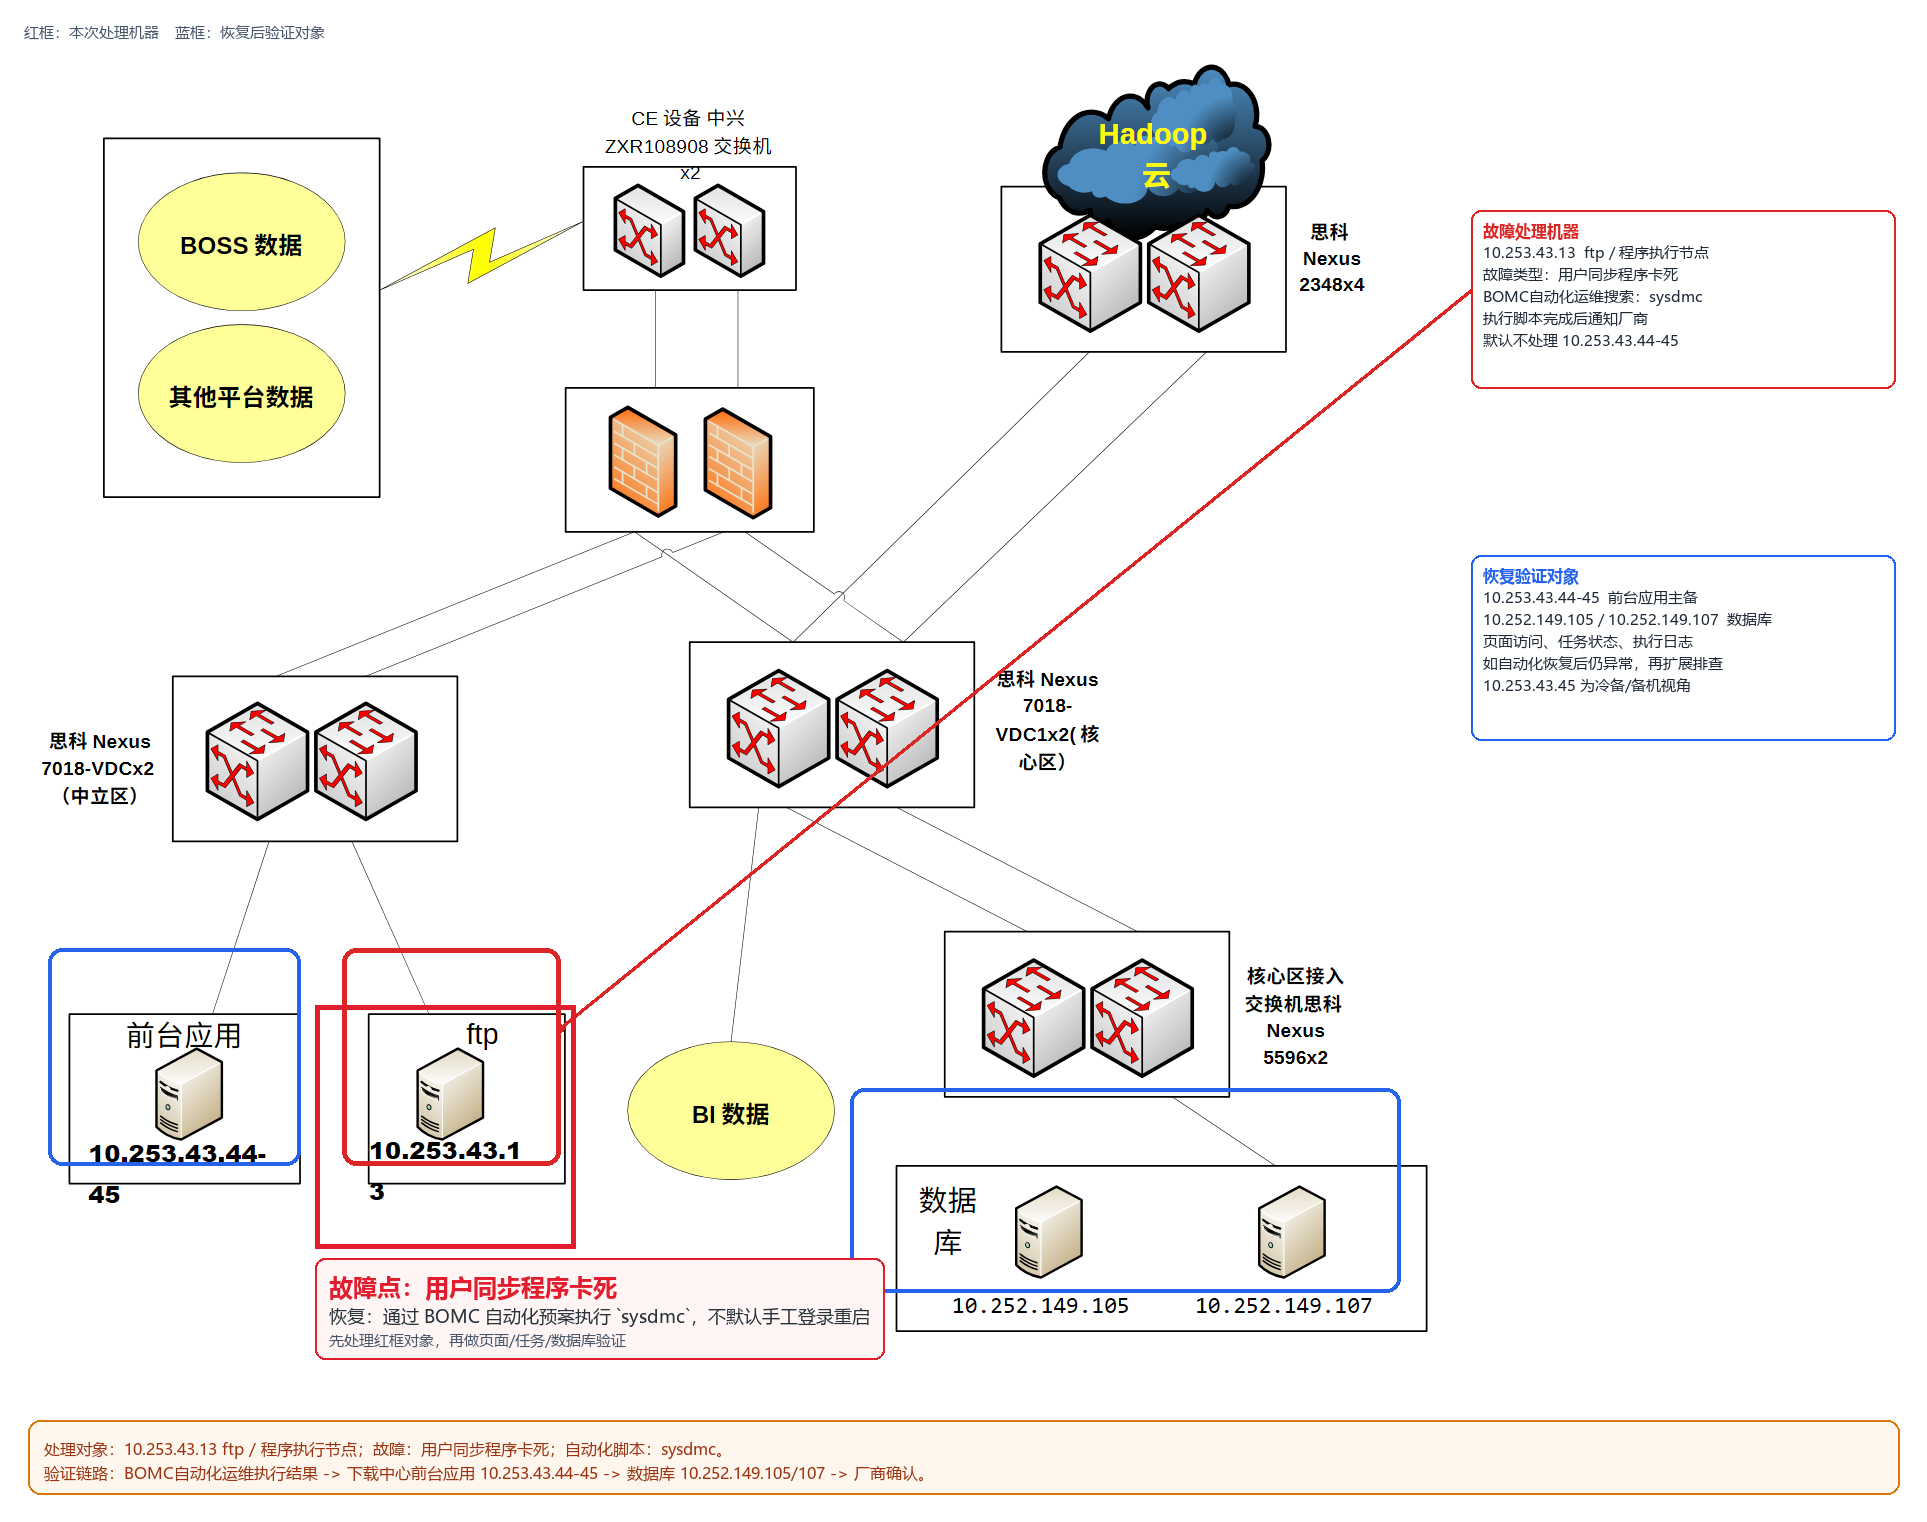 红框：本次处理机器    蓝框：恢复后验证对象
CE 设备 中兴
ZXR108908 交换机
x2
Hadoop
云
BOSS 数据
其他平台数据
思科
Nexus
2348x4
故障处理机器
10.253.43.13  ftp / 程序执行节点
故障类型：用户同步程序卡死
BOMC自动化运维搜索：sysdmc
执行脚本完成后通知厂商
默认不处理 10.253.43.44-45
恢复验证对象
10.253.43.44-45  前台应用主备
10.252.149.105 / 10.252.149.107  数据库
页面访问、任务状态、执行日志
如自动化恢复后仍异常，再扩展排查
10.253.43.45 为冷备/备机视角
思科 Nexus
7018-
VDC1x2( 核
心区）
思科 Nexus
7018-VDCx2
（中立区）
核心区接入
交换机思科
Nexus
5596x2
前台应用
10.253.43.44-
45
ftp
10.253.43.1
3
BI 数据
数据
库
10.252.149.105
10.252.149.107
故障点：用户同步程序卡死
恢复：通过 BOMC 自动化预案执行 `sysdmc`，不默认手工登录重启
先处理红框对象，再做页面/任务/数据库验证
处理对象：10.253.43.13 ftp / 程序执行节点；故障：用户同步程序卡死；自动化脚本：sysdmc。
验证链路：BOMC自动化运维执行结果 -> 下载中心前台应用 10.253.43.44-45 -> 数据库 10.252.149.105/107 -> 厂商确认。